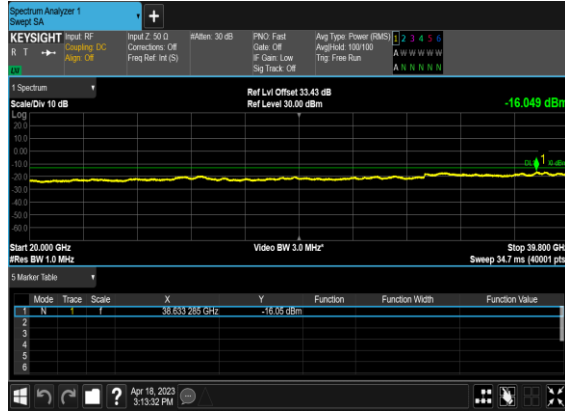 Spectrum Analyzer 1
Swept SA
+
KEYSIGHT Input: RF Input Z: 50 Ω #Atten: 30 dB PNO: Fast Avg Type: Power (RMS) 1 2 3 4 5 6
R T Coupling: DC Corrections: Off Gate: Off Avg|Hold: 100/100 A W W W W W
Align: Off Freq Ref: Int (S) IF Gain: Low Trig: Free Run
Sig Track: Off A N N N N N
1 Spectrum
Scale/Div 10 dB
Ref Lvl Offset 33.43 dB
Ref Level 30.00 dBm
-16.049 dBm
Log
20.0
10.0
0.00
-10.0
-20.0
-30.0
-40.0
-50.0
-60.0
1
Start 20.000 GHz Video BW 3.0 MHz* Stop 39.800 GHz
#Res BW 1.0 MHz Sweep 34.7 ms (40001 pts
5 Marker Table
Mode Trace Scale X Y Function Function Width Function Value
1 N 1 f 38.633 285 GHz -16.05 dBm
2
3
4
5
6
? Apr 18, 2023
3:13:32 PM